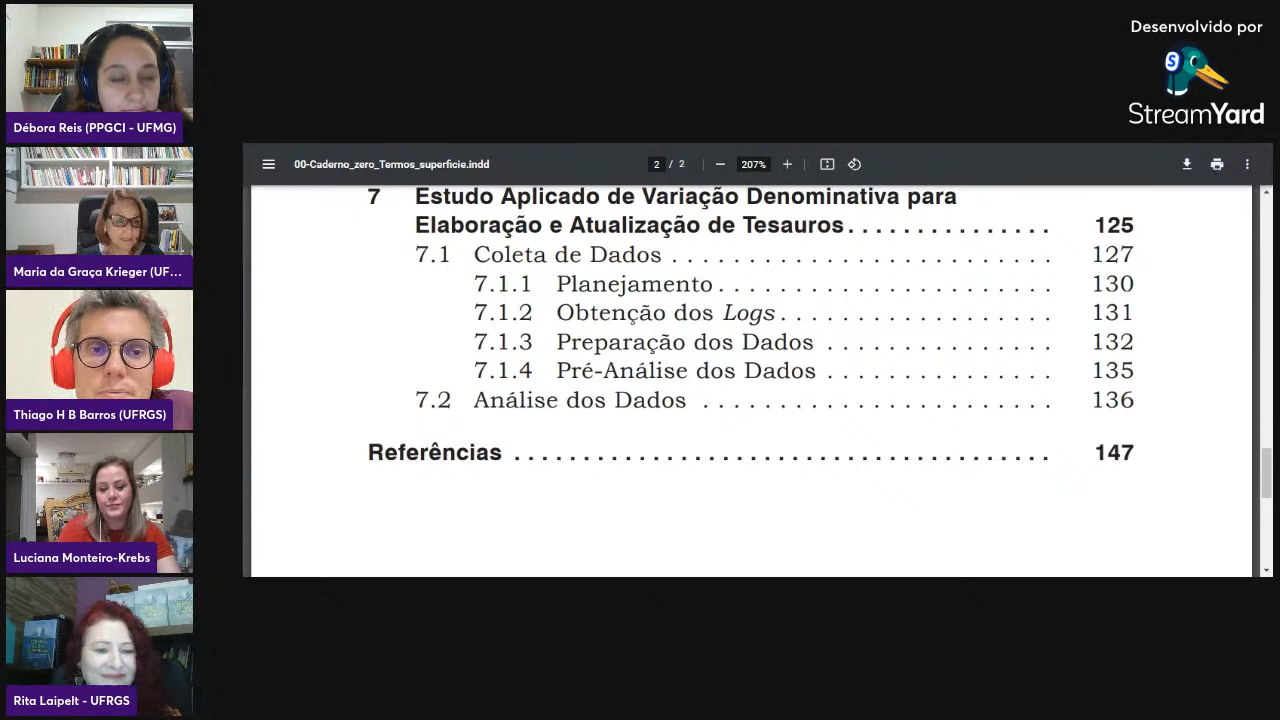 Débora Reis (PPGCI - UFMG)
Maria da Graça Krieger (UF...
Thiago H B Barros (UFRGS)
Luciana Monteiro-Krebs
Rita Laipelt - UFRGS
Desenvolvido por
StreamYard
00-Caderno_zero_Termos_superficie.indd
2 / 2
207%
7 Estudo Aplicado de Variação Denominativa para
Elaboração e Atualização de Tesauros. . . . . . . . . . . . . . . 125
7.1 Coleta de Dados . . . . . . . . . . . . . . . . . . . . . . . . . . 127
7.1.1 Planejamento . . . . . . . . . . . . . . . . . . . . . . 130
7.1.2 Obtenção dos Logs . . . . . . . . . . . . . . . . . . . 131
7.1.3 Preparação dos Dados . . . . . . . . . . . . . . . 132
7.1.4 Pré-Análise dos Dados . . . . . . . . . . . . . . . 135
7.2 Análise dos Dados . . . . . . . . . . . . . . . . . . . . . . . . 136
Referências . . . . . . . . . . . . . . . . . . . . . . . . . . . . . . . . . . . . . . . 147